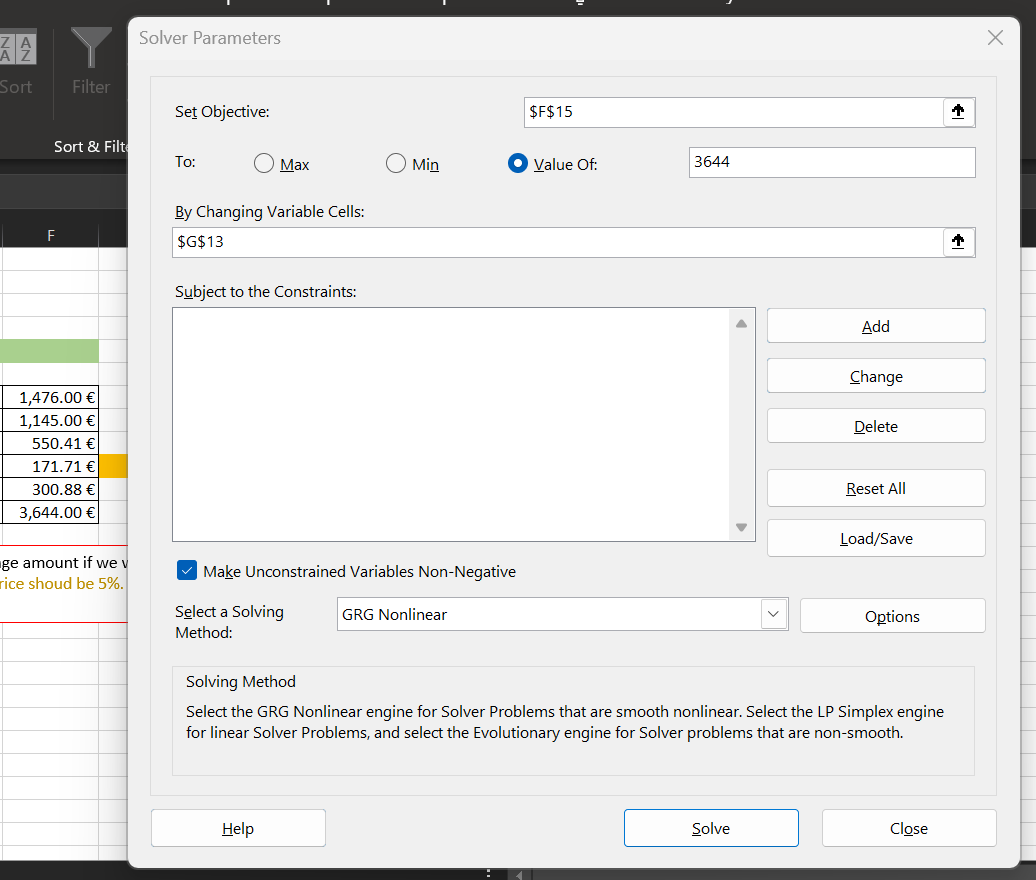 Solver Parameters
Sort
Filter
Sort & Filte
F
1,476.00 €
1,145.00 €
550.41 €
171.71 €
300.88 €
3,644.00 €
ge amount if we w
rice shoud be 5%.
Set Objective:
$F$15
To:
Max
Min
Value Of:
3644
By Changing Variable Cells:
$G$13
Subject to the Constraints:
Add
Change
Delete
Reset All
Load/Save
Make Unconstrained Variables Non-Negative
Select a Solving
Method:
GRG Nonlinear
Options
Solving Method
Select the GRG Nonlinear engine for Solver Problems that are smooth nonlinear. Select the LP Simplex engine
for linear Solver Problems, and select the Evolutionary engine for Solver problems that are non-smooth.
Help
Solve
Close